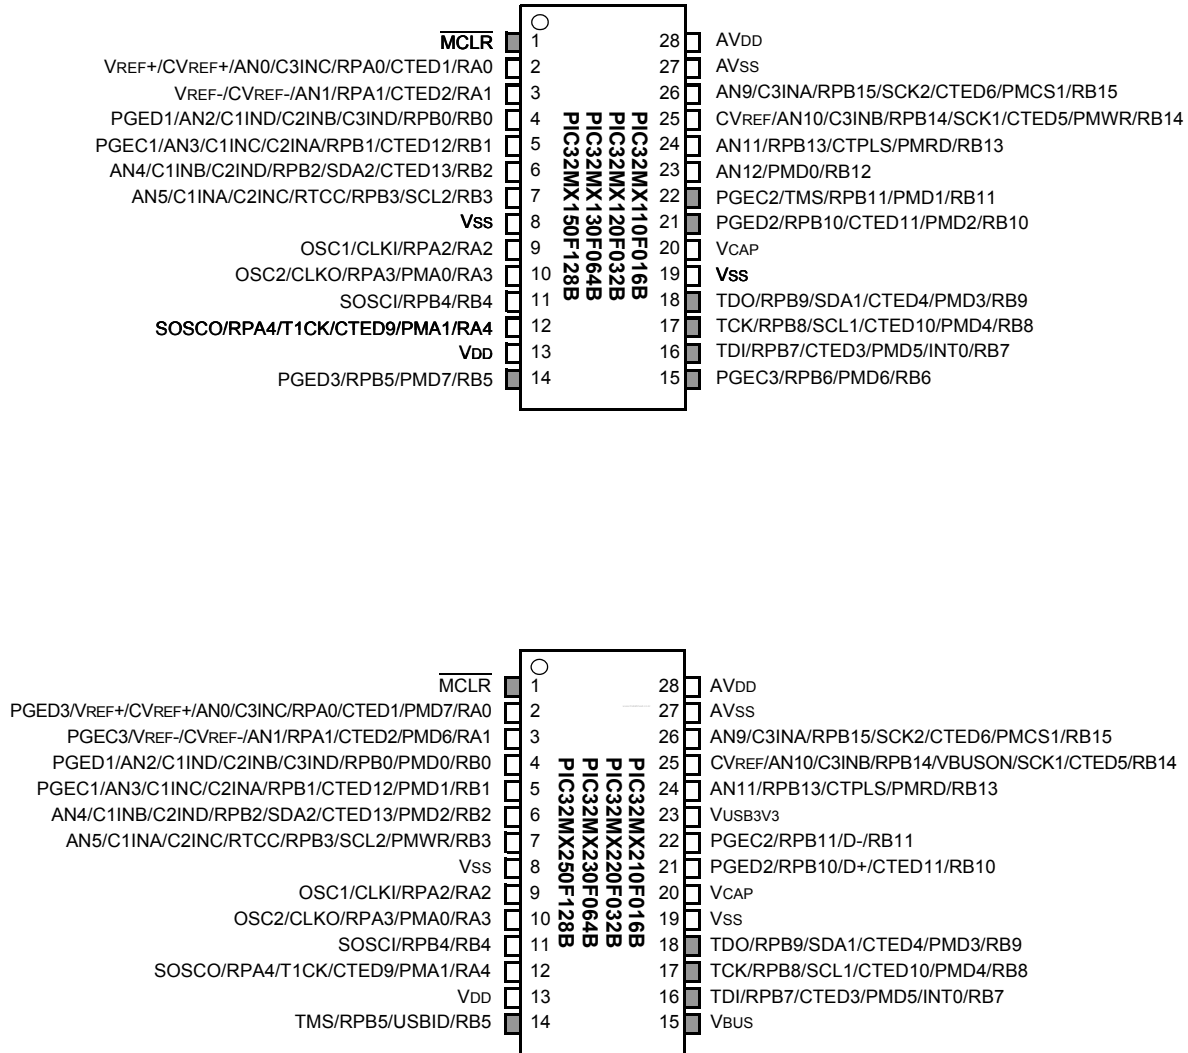 MCLR 1 28 AVDD
VREF+/CVREF+/AN0/C3INC/RPA0/CTED1/RA0 2 27 AVSS
VREF-/CVREF-/AN1/RPA1/CTED2/RA1 3 26 AN9/C3INA/RPB15/SCK2/CTED6/PMCS1/RB15
PGED1/AN2/C1IND/C2INB/C3IND/RPB0/RB0 4 25 CVREF/AN10/C3INB/RPB14/SCK1/CTED5/PMWR/RB14
PGEC1/AN3/C1INC/C2INA/RPB1/CTED12/RB1 5 24 AN11/RPB13/CTPLS/PMRD/RB13
AN4/C1INB/C2IND/RPB2/SDA2/CTED13/RB2 6 23 AN12/PMD0/RB12
AN5/C1INA/C2INC/RTCC/RPB3/SCL2/RB3 7 22 PGEC2/TMS/RPB11/PMD1/RB11
VSS 8 21 PGED2/RPB10/CTED11/PMD2/RB10
OSC1/CLKI/RPA2/RA2 9 20 VCAP
OSC2/CLKO/RPA3/PMA0/RA3 10 19 VSS
SOSCI/RPB4/RB4 11 18 TDO/RPB9/SDA1/CTED4/PMD3/RB9
SOSCO/RPA4/T1CK/CTED9/PMA1/RA4 12 17 TCK/RPB8/SCL1/CTED10/PMD4/RB8
VDD 13 16 TDI/RPB7/CTED3/PMD5/INT0/RB7
PGED3/RPB5/PMD7/RB5 14 15 PGEC3/RPB6/PMD6/RB6
PIC32MX110F016B
PIC32MX120F032B
PIC32MX130F064B
PIC32MX150F128B
MCLR 1 28 AVDD
PGED3/VREF+/CVREF+/AN0/C3INC/RPA0/CTED1/PMD7/RA0 2 27 AVSS
PGEC3/VREF-/CVREF-/AN1/RPA1/CTED2/PMD6/RA1 3 26 AN9/C3INA/RPB15/SCK2/CTED6/PMCS1/RB15
PGED1/AN2/C1IND/C2INB/C3IND/RPB0/PMD0/RB0 4 25 CVREF/AN10/C3INB/RPB14/VBUSON/SCK1/CTED5/RB14
PGEC1/AN3/C1INC/C2INA/RPB1/CTED12/PMD1/RB1 5 24 AN11/RPB13/CTPLS/PMRD/RB13
AN4/C1INB/C2IND/RPB2/SDA2/CTED13/PMD2/RB2 6 23 VUSB3V3
AN5/C1INA/C2INC/RTCC/RPB3/SCL2/PMWR/RB3 7 22 PGEC2/RPB11/D-/RB11
VSS 8 21 PGED2/RPB10/D+/CTED11/RB10
OSC1/CLKI/RPA2/RA2 9 20 VCAP
OSC2/CLKO/RPA3/PMA0/RA3 10 19 VSS
SOSCI/RPB4/RB4 11 18 TDO/RPB9/SDA1/CTED4/PMD3/RB9
SOSCO/RPA4/T1CK/CTED9/PMA1/RA4 12 17 TCK/RPB8/SCL1/CTED10/PMD4/RB8
VDD 13 16 TDI/RPB7/CTED3/PMD5/INT0/RB7
TMS/RPB5/USBID/RB5 14 15 VBUS
PIC32MX210F016B
PIC32MX220F032B
PIC32MX230F064B
PIC32MX250F128B